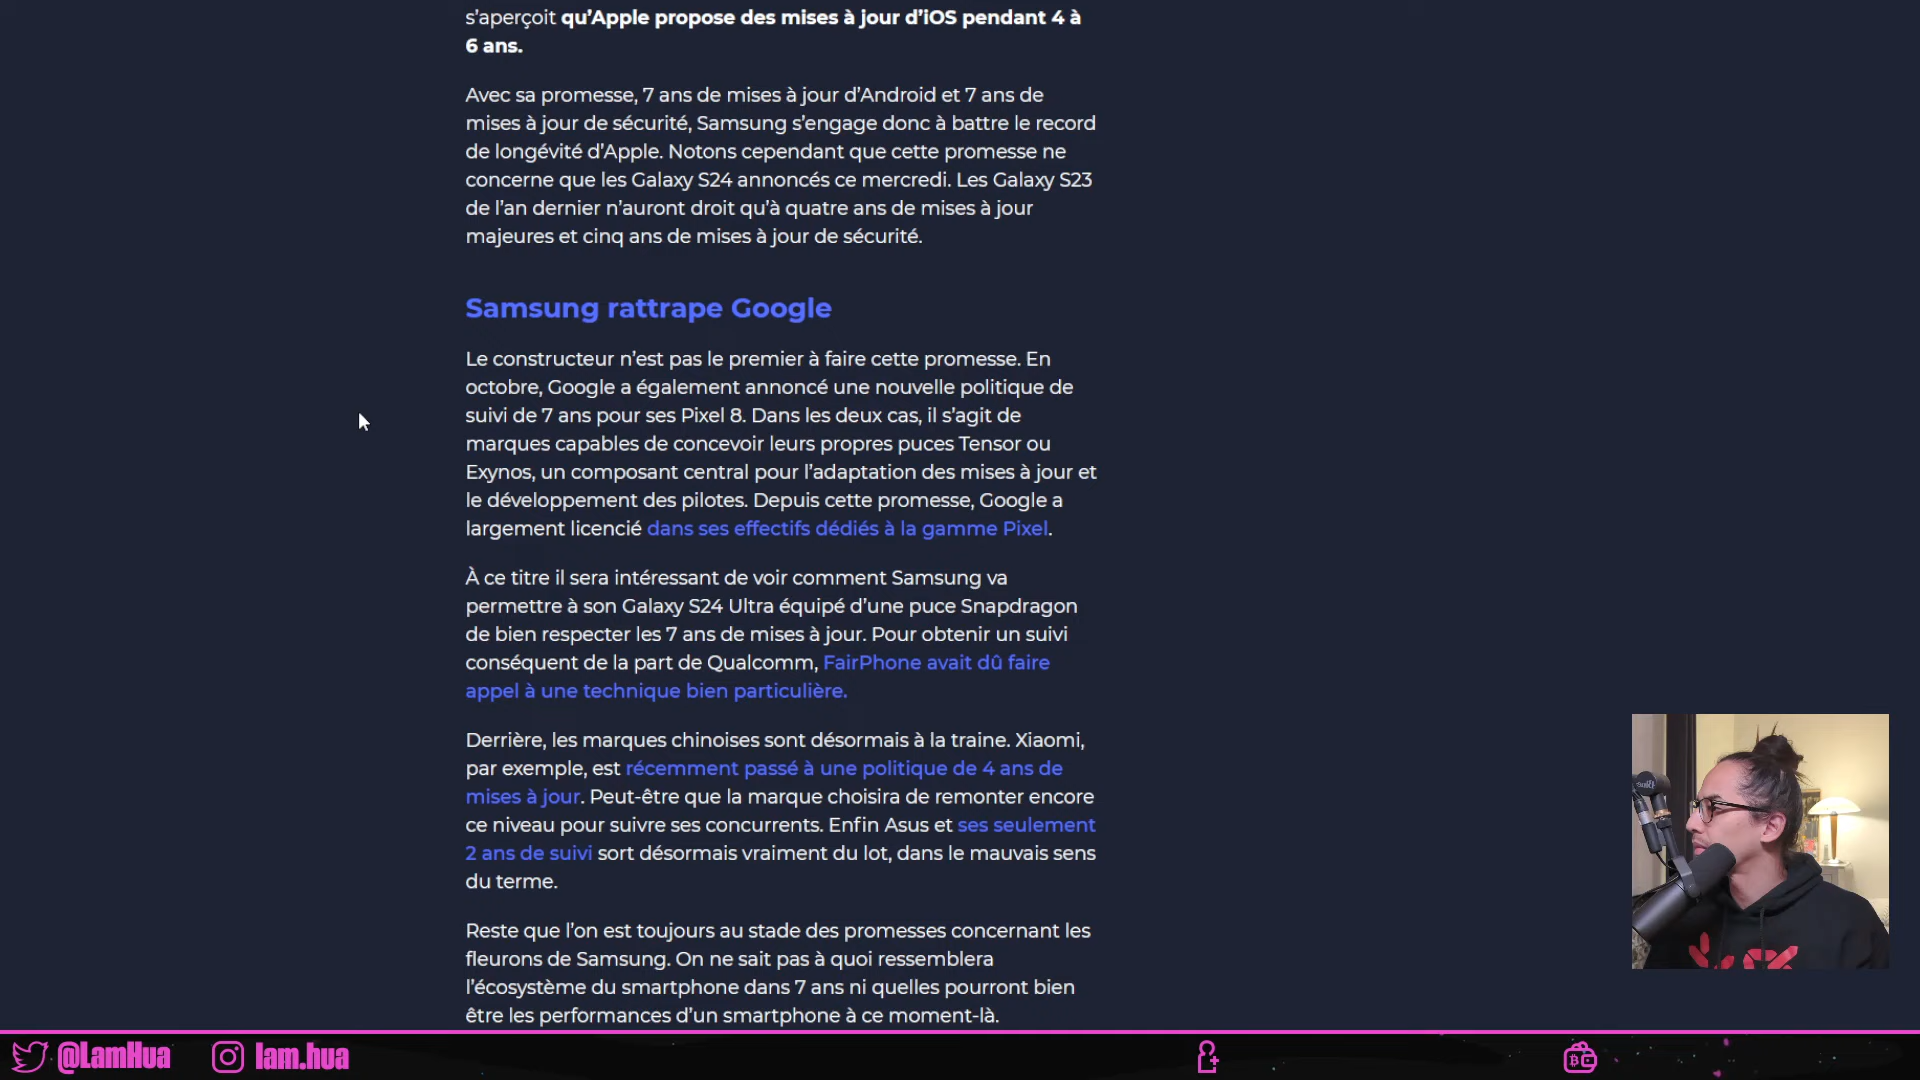 s’aperçoit qu’Apple propose des mises à jour d’iOS pendant 4 à
6 ans.
Avec sa promesse, 7 ans de mises à jour d’Android et 7 ans de
mises à jour de sécurité, Samsung s’engage donc à battre le record
de longévité d’Apple. Notons cependant que cette promesse ne
concerne que les Galaxy S24 annoncés ce mercredi. Les Galaxy S23
de l’an dernier n’auront droit qu’à quatre ans de mises à jour
majeures et cinq ans de mises à jour de sécurité.
Samsung rattrape Google
Le constructeur n’est pas le premier à faire cette promesse. En
octobre, Google a également annoncé une nouvelle politique de
suivi de 7 ans pour ses Pixel 8. Dans les deux cas, il s’agit de
marques capables de concevoir leurs propres puces Tensor ou
Exynos, un composant central pour l’adaptation des mises à jour et
le développement des pilotes. Depuis cette promesse, Google a
largement licencié dans ses effectifs dédiés à la gamme Pixel.
À ce titre il sera intéressant de voir comment Samsung va
permettre à son Galaxy S24 Ultra équipé d’une puce Snapdragon
de bien respecter les 7 ans de mises à jour. Pour obtenir un suivi
conséquent de la part de Qualcomm, FairPhone avait dû faire
appel à une technique bien particulière.
Derrière, les marques chinoises sont désormais à la traine. Xiaomi,
par exemple, est récemment passé à une politique de 4 ans de
mises à jour. Peut-être que la marque choisira de remonter encore
ce niveau pour suivre ses concurrents. Enfin Asus et ses seulement
2 ans de suivi sort désormais vraiment du lot, dans le mauvais sens
du terme.
Reste que l’on est toujours au stade des promesses concernant les
fleurons de Samsung. On ne sait pas à quoi ressemblera
l’écosystème du smartphone dans 7 ans ni quelles pourront bien
être les performances d’un smartphone à ce moment-là.
@LamHua
lam.hua